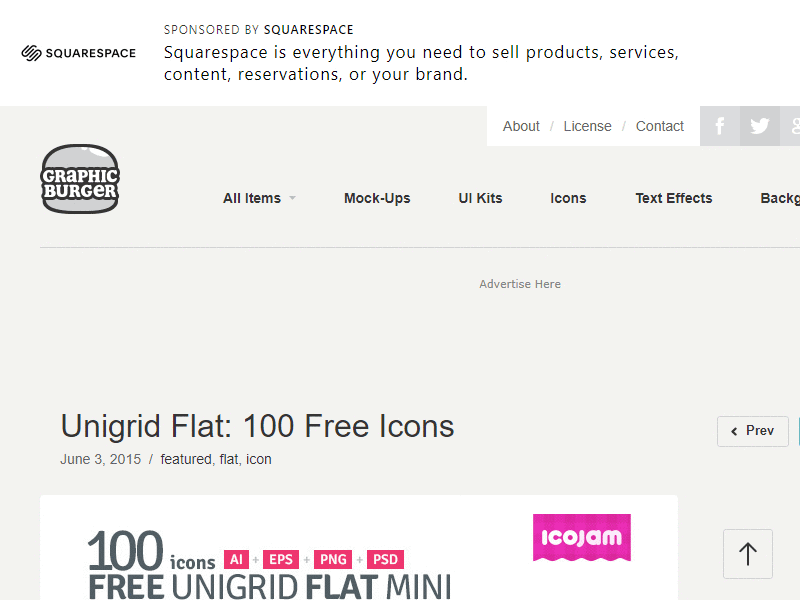 SPONSORED BY SQUARESPACE
SQUARESPACE
Squarespace is everything you need to sell products, services,
content, reservations, or your brand.
About / License / Contact
GRAPHIC
BURGER
All Items Mock-Ups UI Kits Icons Text Effects
Advertise Here
Unigrid Flat: 100 Free Icons
Prev
June 3, 2015 / featured, flat, icon
icojam
100 icons AI + EPS + PNG + PSD
FREE UNIGRID FLAT MINI